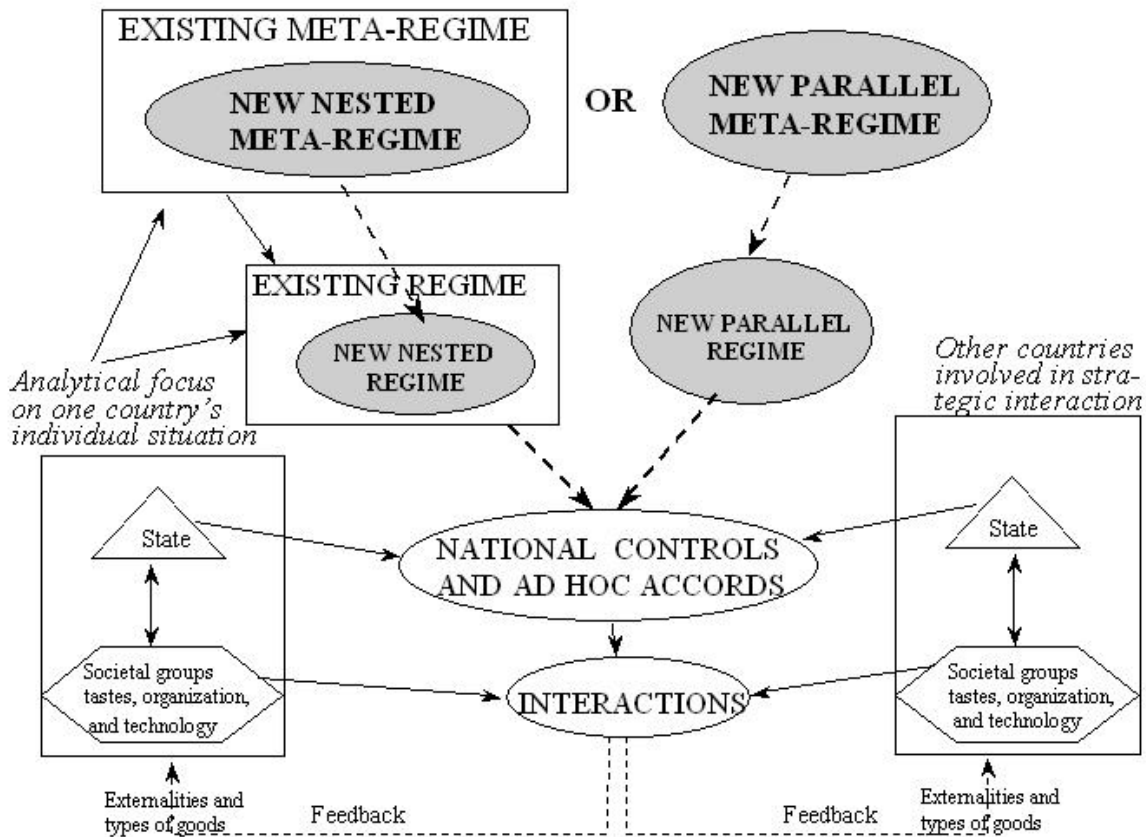 EXISTING META-REGIME
NEW NESTED
META-REGIME
OR
NEW PARALLEL
META-REGIME
EXISTING REGIME
NEW NESTED
REGIME
NEW PARALLEL
REGIME
Analytical focus
on one country's
individual situation
Other countries
involved in stra-
tegic interaction
State
NATIONAL CONTROLS
AND AD HOC ACCORDS
State
Societal groups
tastes, organization,
and technology
INTERACTIONS
Societal groups
tastes, organization,
and technology
Externalities and
types of goods
Feedback
Feedback
Externalities and
types of goods